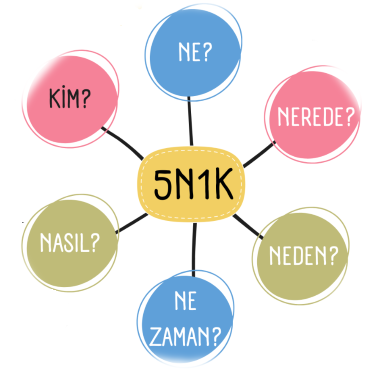 NE?
KİM?
NEREDE?
5N1K
NASIL?
NEDEN?
NE
ZAMAN?